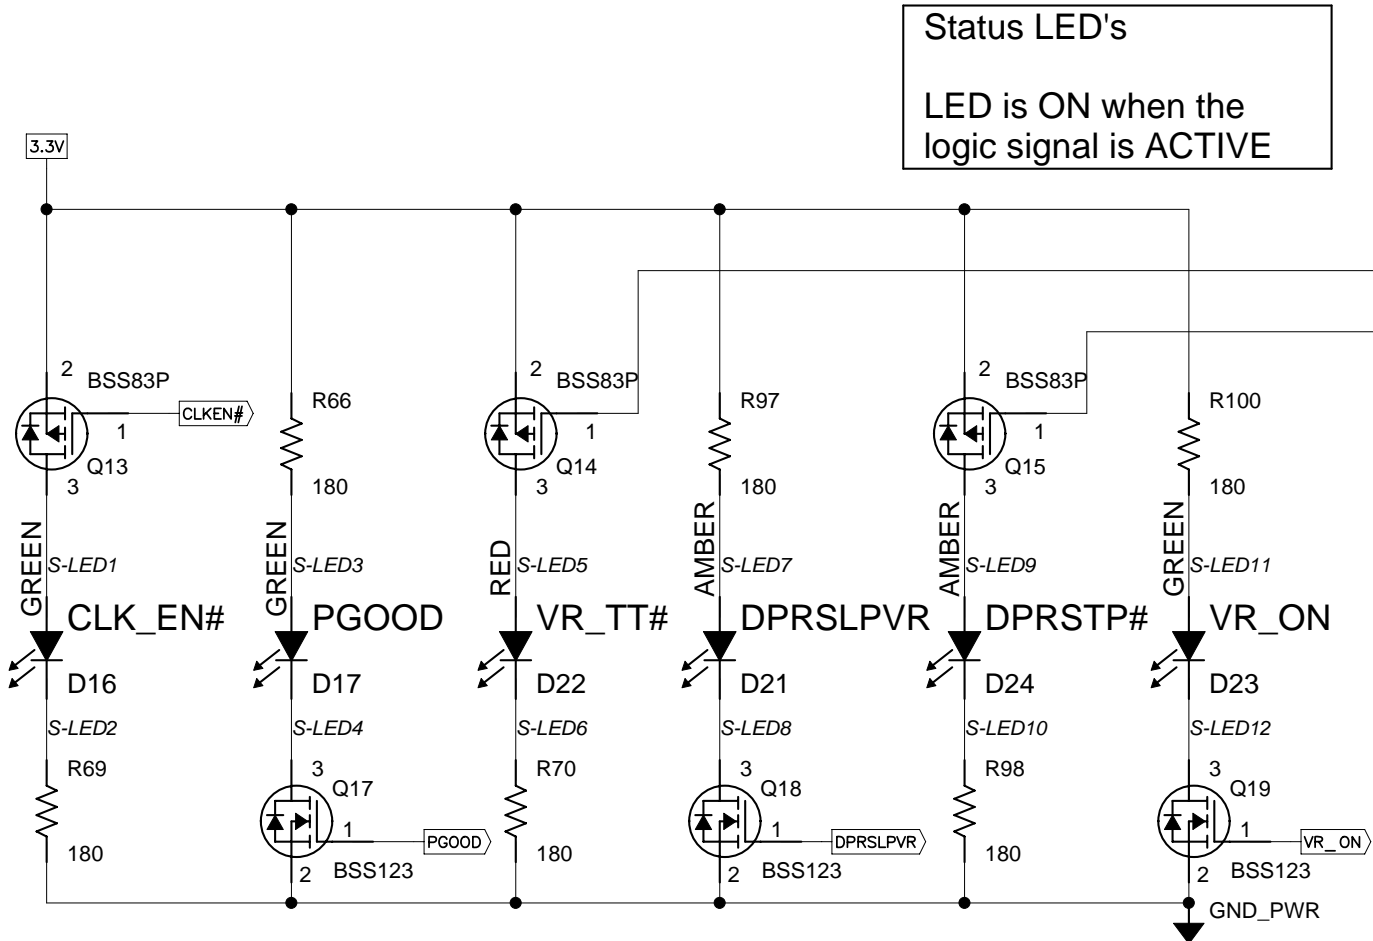 Status LED's
LED is ON when the
logic signal is ACTIVE
3.3V
2
BSS83P
CLKEN#
1
Q13
3
GREEN
S-LED1
CLK_EN#
D16
S-LED2
R69
180
R66
180
GREEN
S-LED3
PGOOD
D17
S-LED4
3
Q17
1
PGOOD
BSS123
2
2
BSS83P
1
Q14
3
RED
S-LED5
VR_TT#
D22
S-LED6
R70
180
R97
180
AMBER
S-LED7
DPRSLPVR
D21
S-LED8
3
Q18
1
DPRSLPVR
BSS123
2
2
BSS83P
1
Q15
3
AMBER
S-LED9
DPRSTP#
D24
S-LED10
R98
180
R100
180
GREEN
S-LED11
VR_ON
D23
S-LED12
3
Q19
1
VR_ON
BSS123
2
GND_PWR